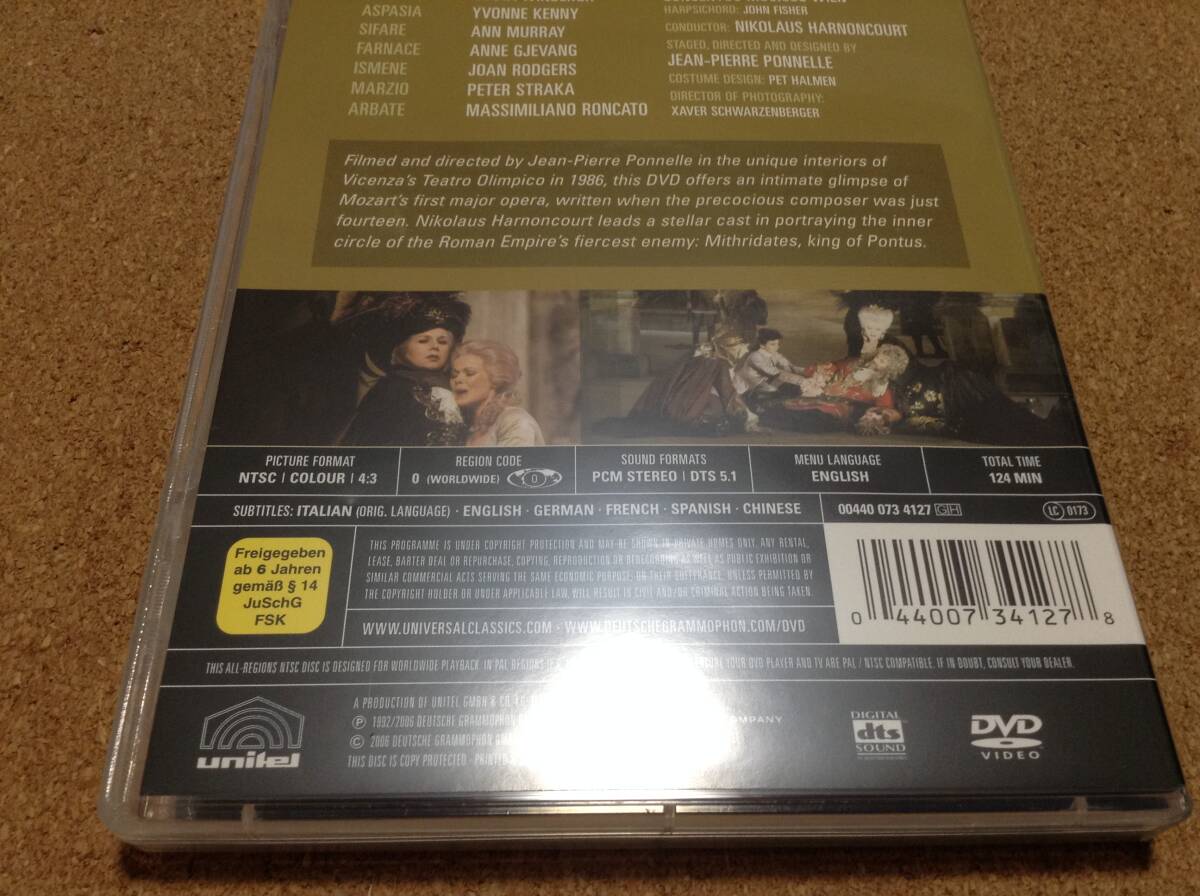 HARPSICHORD: JOHN FISHER
ASPASIA YVONNE KENNY
CONDUCTOR: NIKOLAUS HARNONCOURT
SIFARE ANN MURRAY
STAGED, DIRECTED AND DESIGNED BY
FARNACE ANNE GJEVANG
JEAN-PIERRE PONNELLE
ISMENE JOAN RODGERS
COSTUME DESIGN: PET HALMEN
MARZIO PETER STRAKA
DIRECTOR OF PHOTOGRAPHY:
ARBATE MASSIMILIANO RONCATO
XAVER SCHWARZENBERGER
Filmed and directed by Jean-Pierre Ponnelle in the unique interiors of
Vicenza's Teatro Olimpico in 1986, this DVD offers an intimate glimpse of
Mozart's first major opera, written when the precocious composer was just
fourteen. Nikolaus Harnoncourt leads a stellar cast in portraying the inner
circle of the Roman Empire's fiercest enemy: Mithridates, king of Pontus.
PICTURE FORMAT
NTSC | COLOUR | 4:3
REGION CODE
0 (WORLDWIDE) 0
SOUND FORMATS
PCM STEREO | DTS 5.1
MENU LANGUAGE
ENGLISH
TOTAL TIME
124 MIN
SUBTITLES: ITALIAN (ORIG. LANGUAGE) · ENGLISH · GERMAN · FRENCH · SPANISH · CHINESE
00440 073 4127 GH
LC 0173
Freigegeben
ab 6 Jahren
gemäß § 14
JuSchG
FSK
THIS PROGRAMME IS UNDER COPYRIGHT PROTECTION AND MAY BE SHOWN IN PRIVATE HOMES ONLY. ANY RENTAL,
LEASE, BARTER DEAL OR REPURCHASE, COPYING, REPRODUCTION OR RERECORDING AS WELL AS PUBLIC EXHIBITION OR
SIMILAR COMMERCIAL ACTS SERVING THE SAME ECONOMIC PURPOSE, OR THEIR SUFFERANCE, UNLESS PERMITTED BY
THE COPYRIGHT HOLDER OR UNDER APPLICABLE LAW, WILL RESULT IN CIVIL AND/OR CRIMINAL ACTION BEING TAKEN.
WWW.UNIVERSALCLASSICS.COM · WWW.DEUTSCHEGRAMMOPHON.COM/DVD
0 44007 34127 8
THIS ALL-REGIONS NTSC DISC IS DESIGNED FOR WORLDWIDE PLAYBACK. IN PAL REGIONS YOUR DVD PLAYER AND TV ARE PAL / NTSC COMPATIBLE. IF IN DOUBT, CONSULT YOUR DEALER.
A PRODUCTION OF UNITEL GMBH & CO.
℗ 1992/2006 DEUTSCHE GRAMMOPHON COMPANY
© 2006 DEUTSCHE GRAMMOPHON
THIS DISC IS COPY PROTECTED · PRINTED
unitel
DIGITAL
dts
SOUND
DVD
VIDEO